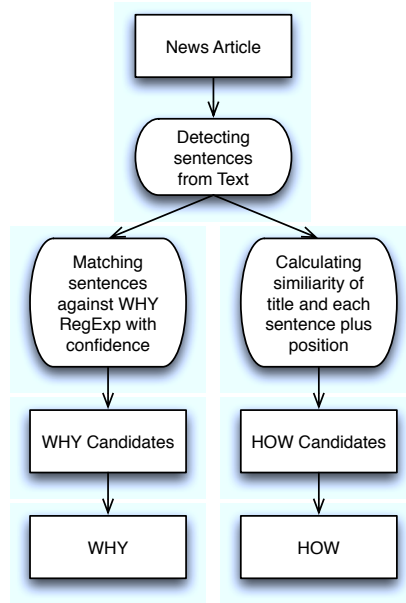 News Article
Detecting
sentences
from Text
Matching
sentences
against WHY
RegExp with
confidence
Calculating
similiarity of
title and each
sentence plus
position
WHY Candidates
HOW Candidates
WHY
HOW